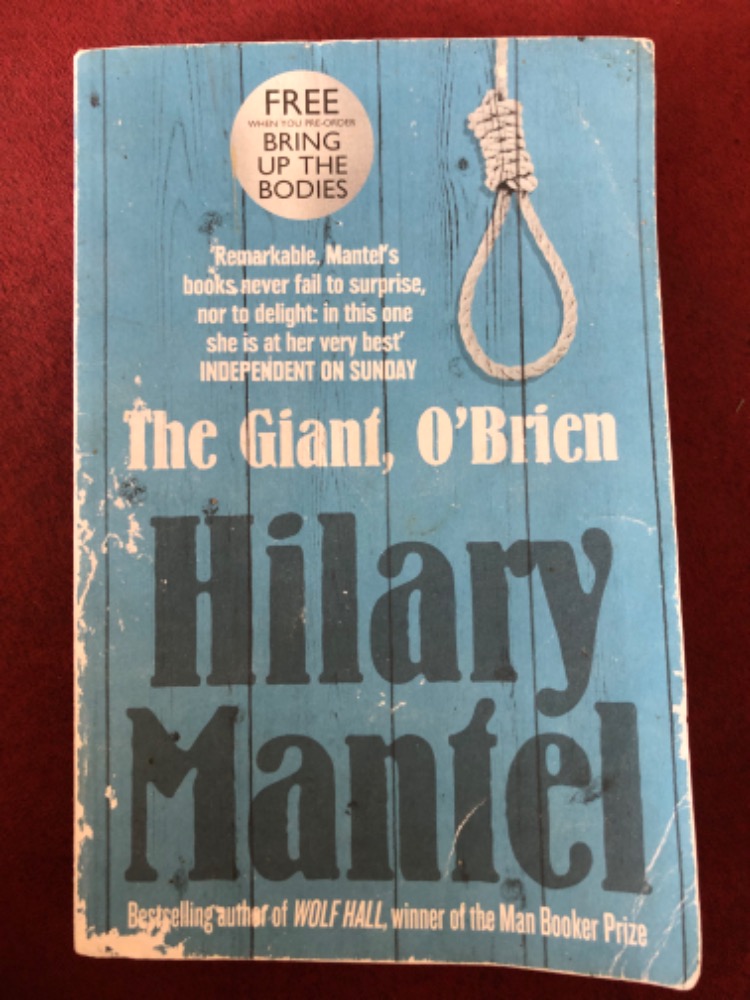 FREE
WHEN YOU PRE-ORDER
BRING
UP THE
BODIES
'Remarkable. Mantel's
books never fail to surprise,
nor to delight: in this one
she is at her very best'
INDEPENDENT ON SUNDAY
The Giant, O'Brien
Hilary
Mantel
Bestselling author of WOLF HALL, winner of the Man Booker Prize